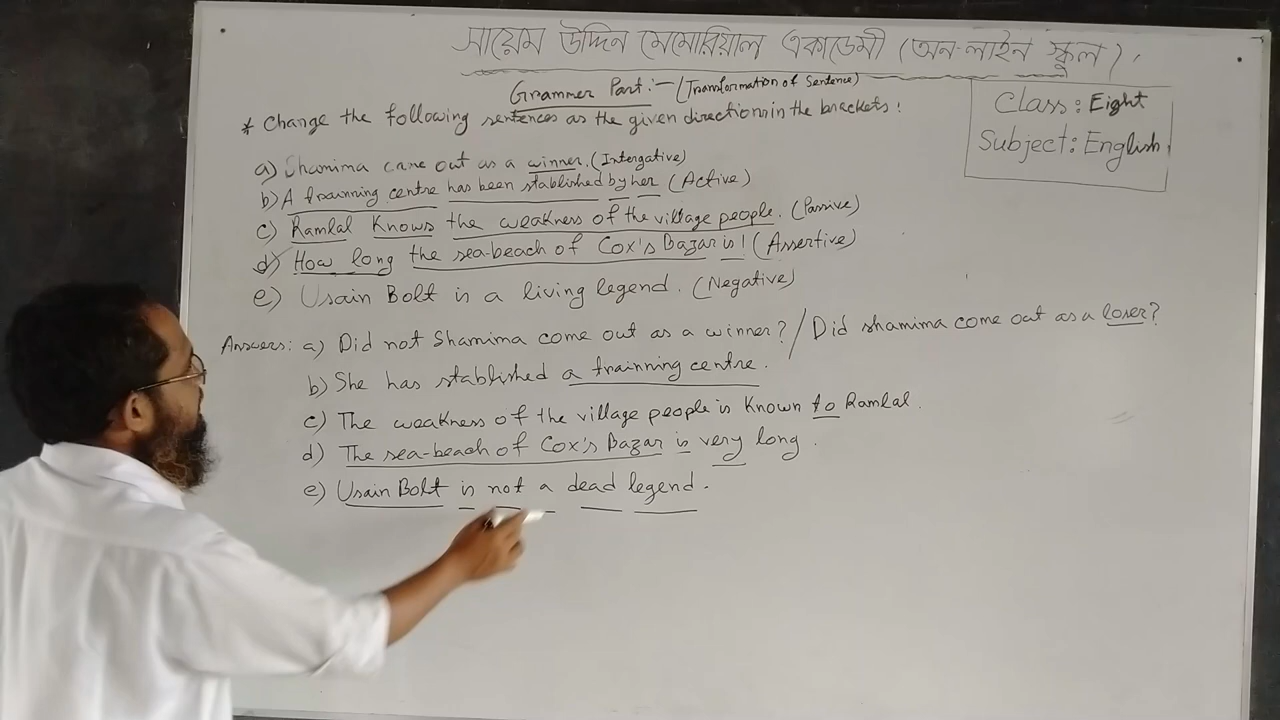 সায়েম উদ্দিন মেমোরিয়াল একাডেমী (অন-লাইন স্কুল),
Grammer Part:- (Transformation of Sentence)
Class: Eight
Subject: English,
* Change the following sentences as the given directions in the brackets:
a) Shamima came out as a winner. (Intergative)
b) A trainning centre has been stablished by her (Active)
c) Ramlal Knows the weakness of the village people. (Passive)
d) How long the sea-beach of Cox's Bazar is! (Assertive)
e) Usain Bolt is a living legend. (Negative)
Answers: a) Did not Shamima come out as a winner? / Did shamima come out as a loser?
b) She has stablished a trainning centre.
c) The weakness of the village people is known to Ramlal.
d) The sea-beach of Cox's Bazar is very long.
e) Usain Bolt is not a dead legend.